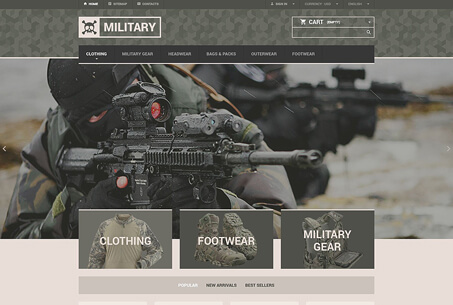 HOME SITEMAP CONTACTS SIGN IN CURRENCY : USD ENGLISH
MILITARY
CART (EMPTY)
CLOTHING MILITARY GEAR HEADWEAR BAGS & PACKS OUTERWEAR FOOTWEAR
CLOTHING
FOOTWEAR
MILITARY
GEAR
POPULAR NEW ARRIVALS BEST SELLERS